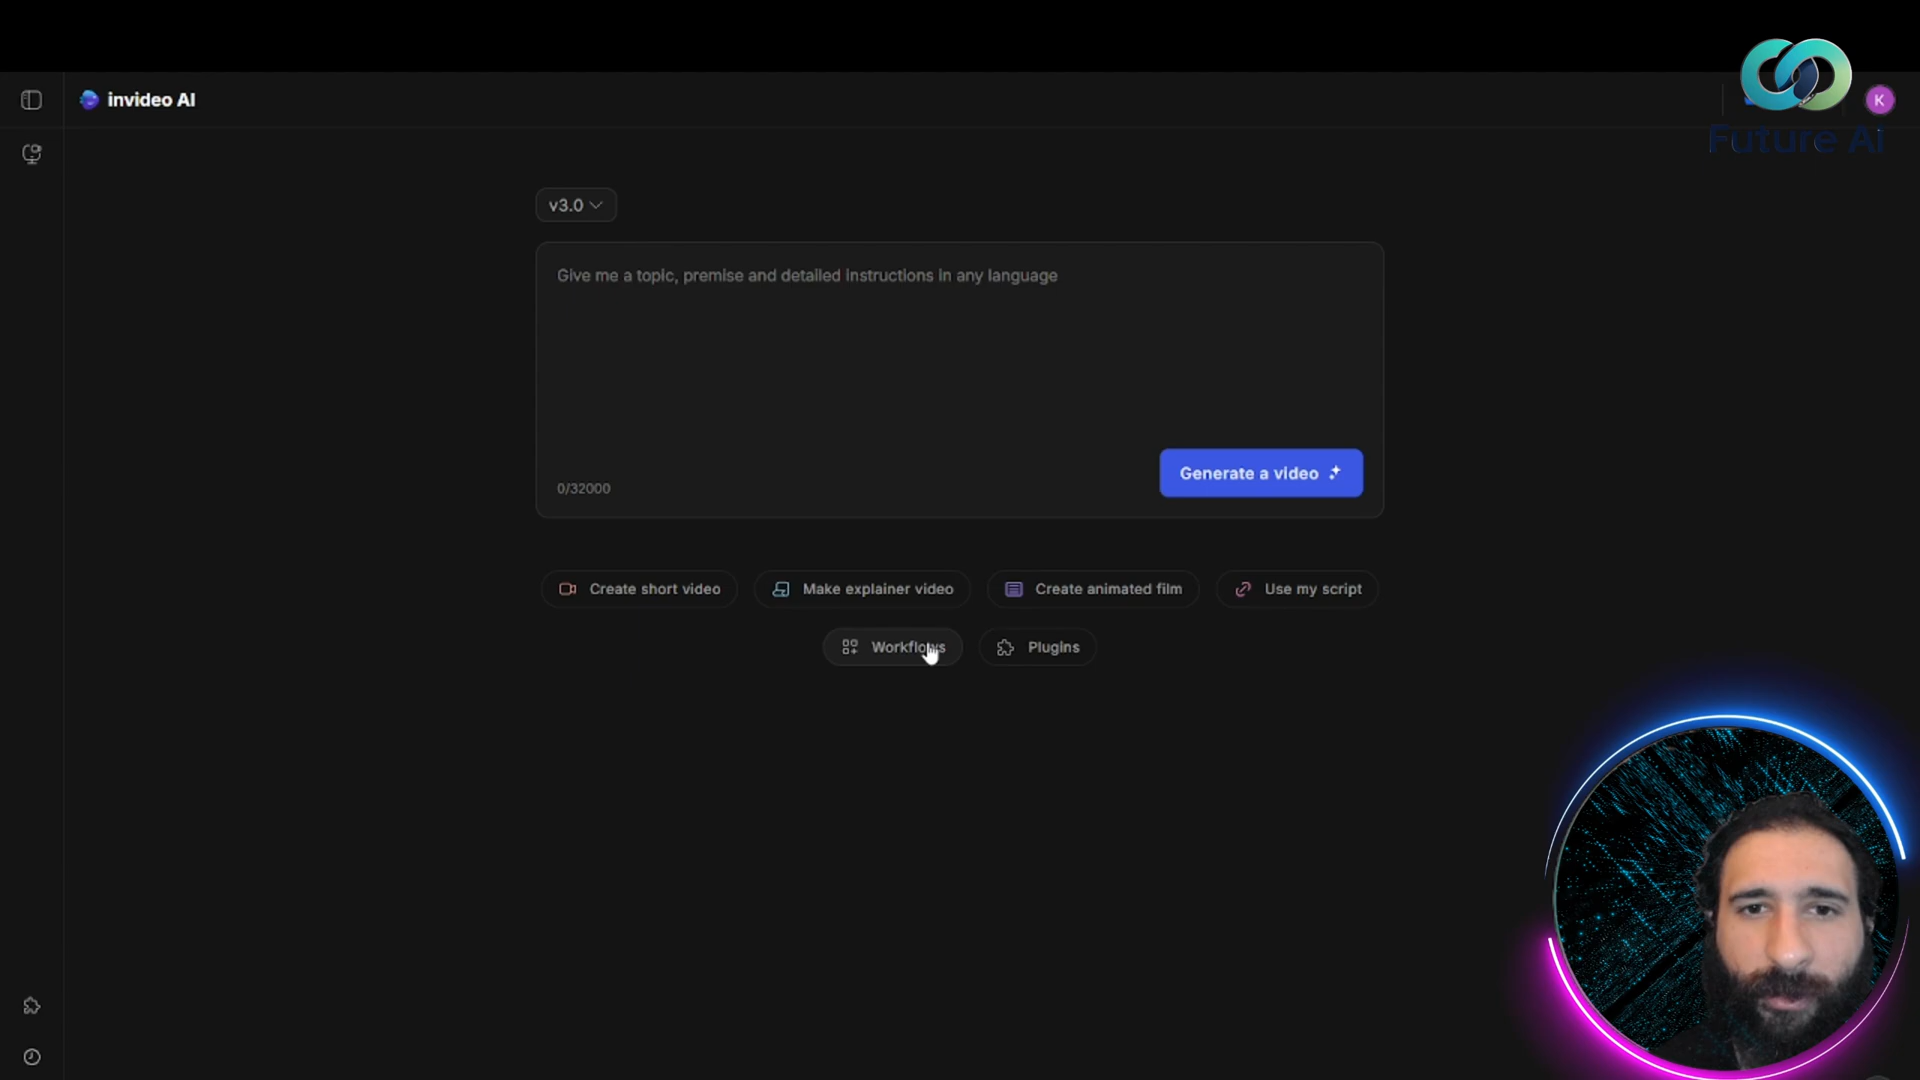 invideo AI
K
Future AI
v3.0
Give me a topic, premise and detailed instructions in any language
0/32000
Generate a video
Create short video
Make explainer video
Create animated film
Use my script
Workflows
Plugins